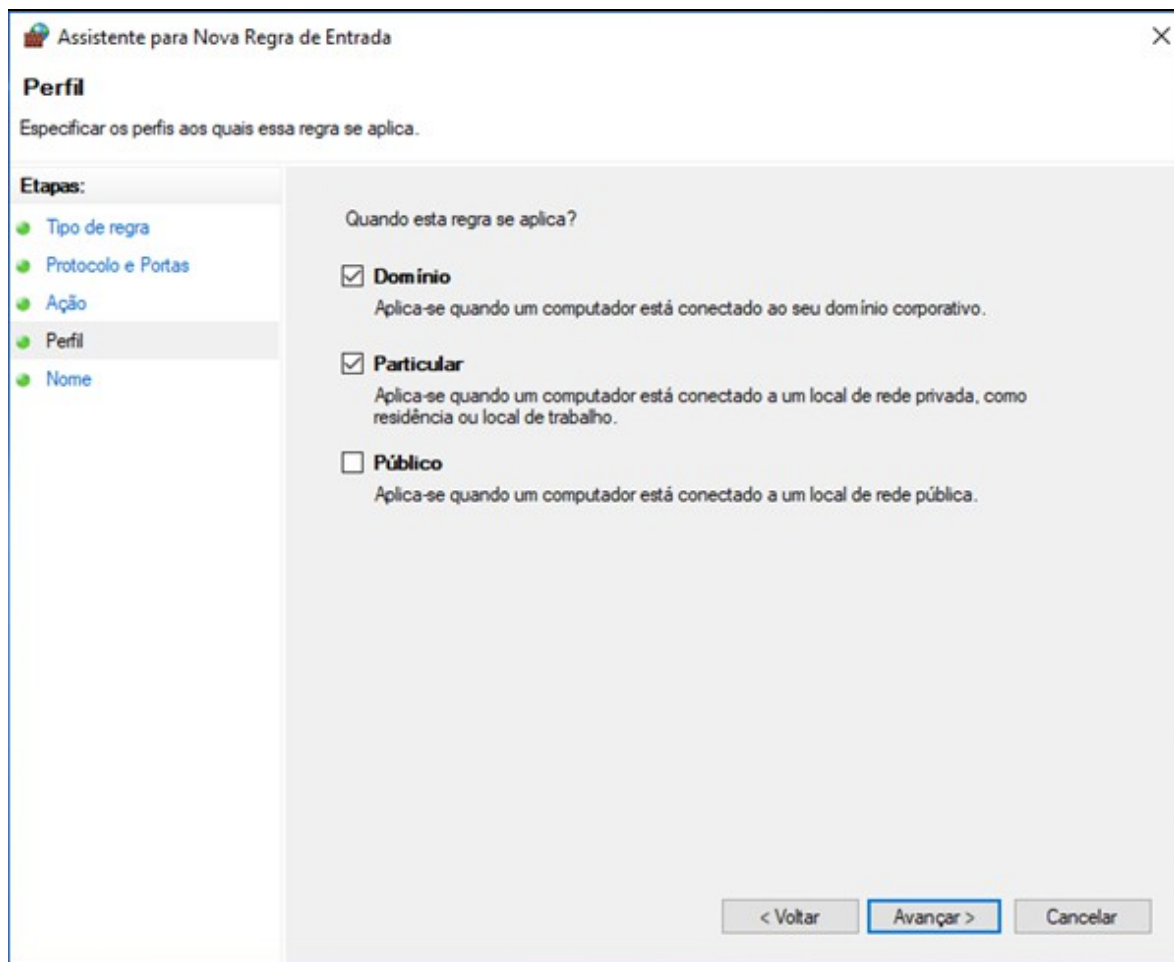 Assistente para Nova Regra de Entrada
Perfil
Especificar os perfis aos quais essa regra se aplica.
Etapas:
Tipo de regra
Protocolo e Portas
Ação
Perfil
Nome
Quando esta regra se aplica?
Domínio
Aplica-se quando um computador está conectado ao seu domínio corporativo.
Particular
Aplica-se quando um computador está conectado a um local de rede privada, como
residência ou local de trabalho.
Público
Aplica-se quando um computador está conectado a um local de rede pública.
< Voltar
Avançar >
Cancelar